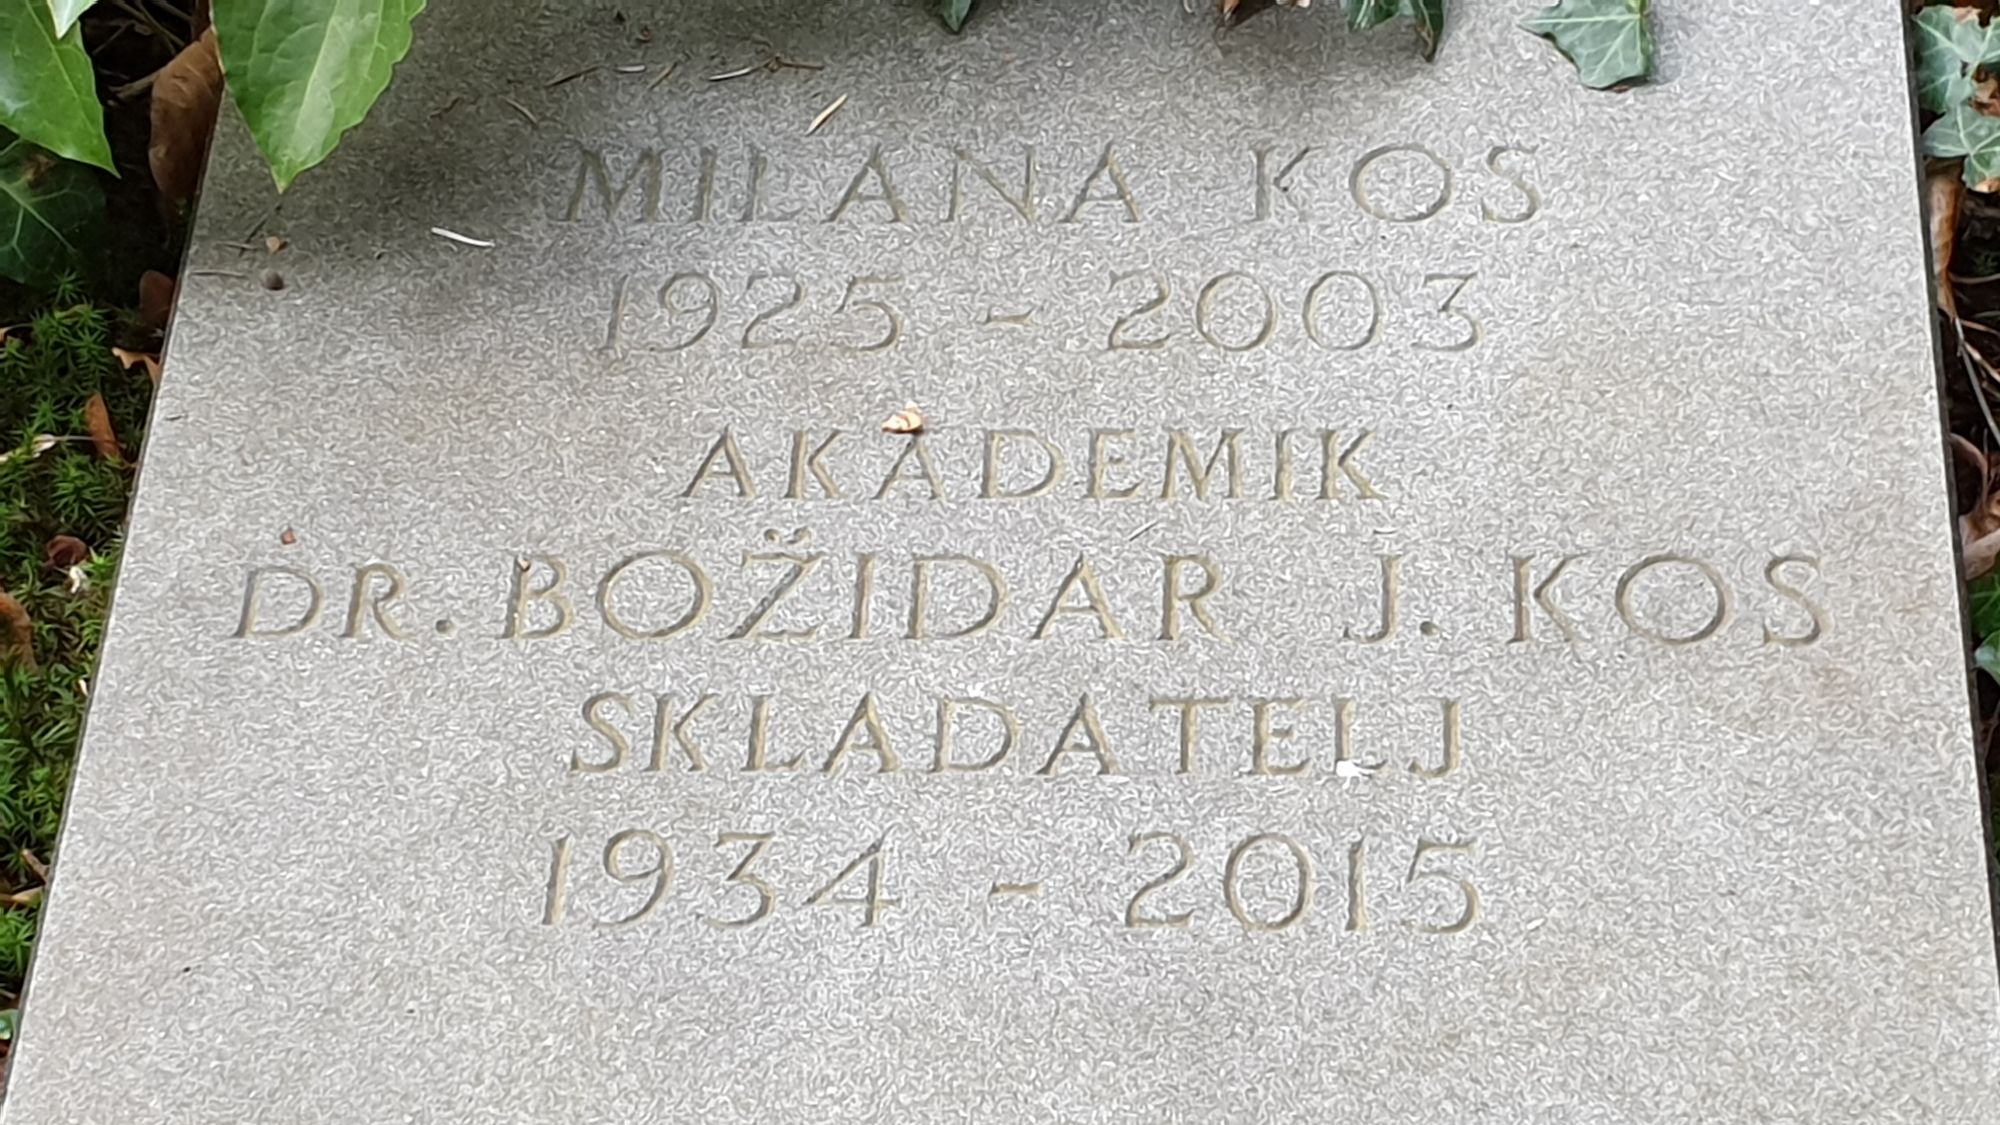 MILANA KOS
1925 - 2003
AKADEMIK
DR. BOŽIDAR J. KOS
SKLADATELJ
1934 - 2015